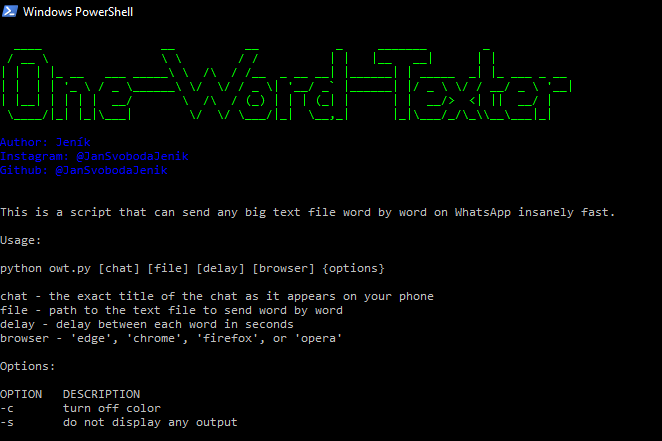 Windows PowerShell
One-Word-Texter
Author: Jenik
Instagram: @JanSvobodaJenik
Github: @JanSvobodaJenik
This is a script that can send any big text file word by word on WhatsApp insanely fast.
Usage:
python owt.py [chat] [file] [delay] [browser] {options}
chat - the exact title of the chat as it appears on your phone
file - path to the text file to send word by word
delay - delay between each word in seconds
browser - 'edge', 'chrome', 'firefox', or 'opera'
Options:
OPTION DESCRIPTION
-c turn off color
-s do not display any output